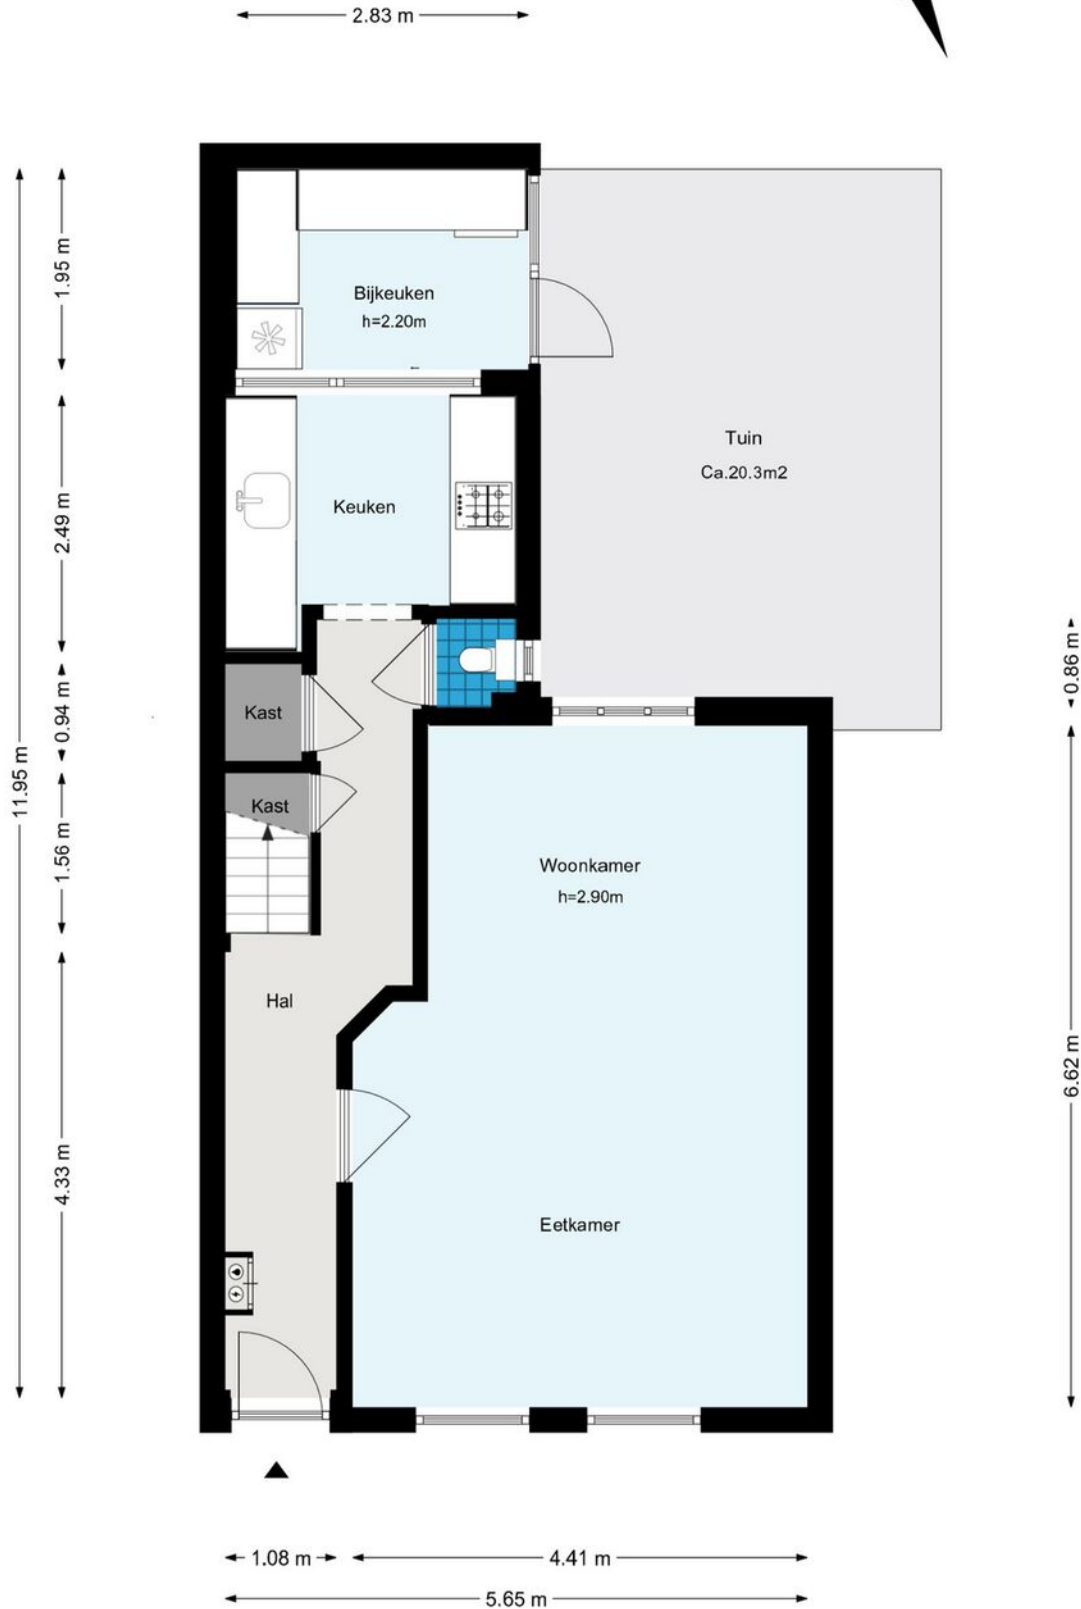 2.83 m
1.95 m
Bijkeuken
h=2.20m
Tuin
Ca.20.3m2
2.49 m
Keuken
0.86 m
0.94 m
Kast
11.95 m
Kast
1.56 m
Woonkamer
h=2.90m
Hal
6.62 m
4.33 m
Eetkamer
1.08 m
4.41 m
5.65 m